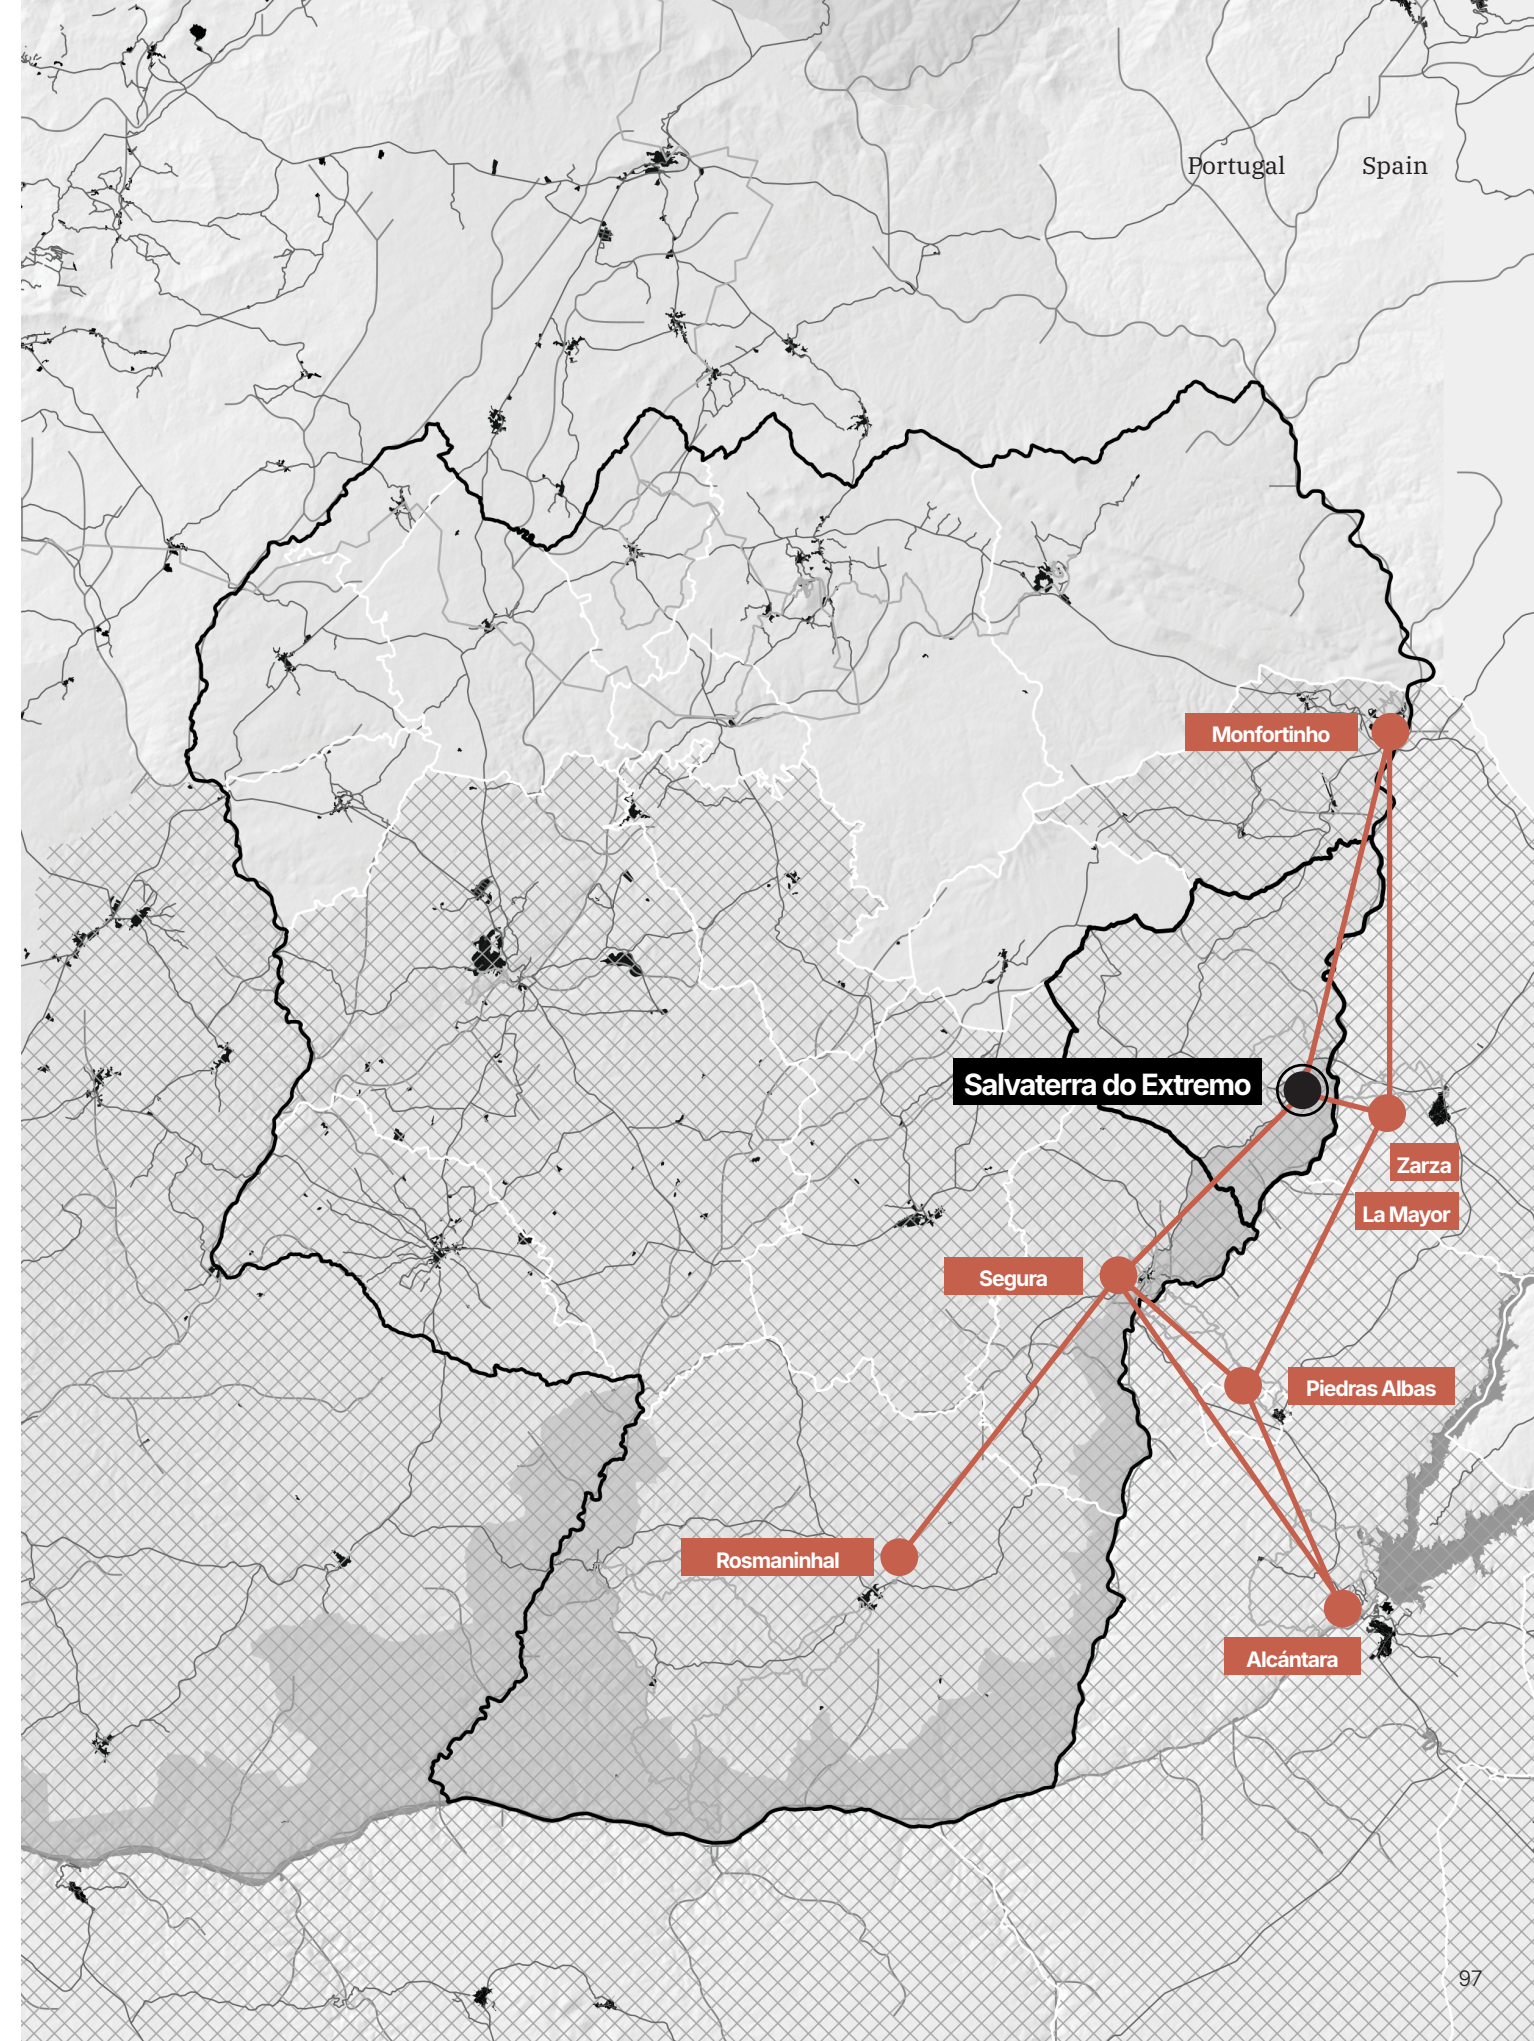 Portugal
Spain
Monfortinho
Salvaterra do Extremo
Zarza
La Mayor
Segura
Piedras Albas
Rosmaninhal
Alcántara
97